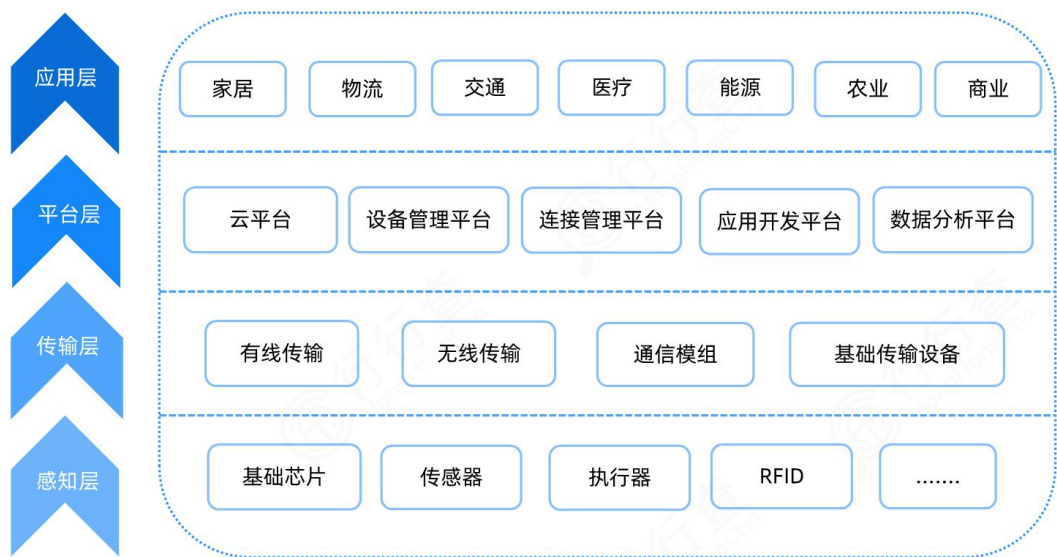 应用层
家居
物流
交通
医疗
能源
农业
商业
平台层
云平台
设备管理平台
连接管理平台
应用开发平台
数据分析平台
传输层
有线传输
无线传输
通信模组
基础传输设备
感知层
基础芯片
传感器
执行器
RFID
.......